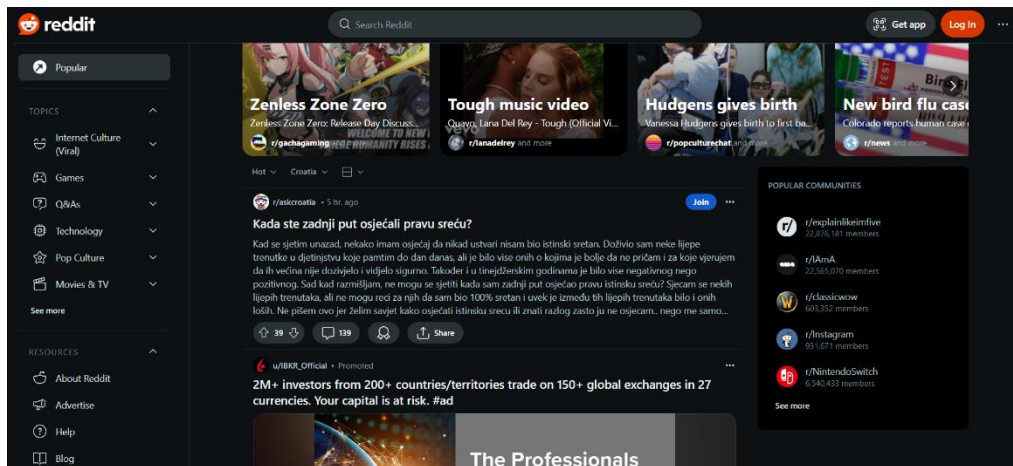 reddit
Search Reddit
Get app
Log In
Popular
TOPICS
Internet Culture
(Viral)
Games
Q&As
Technology
Pop Culture
Movies & TV
See more
RESOURCES
About Reddit
Advertise
Help
Blog
Zenless Zone Zero
Zenless Zone Zero: Release Day Discuss...
WELCOME TO NEW
r/gachagaming and more
HUMANITY RISES
Tough music video
Quavo, Lana Del Rey - Tough (Official Vi...
vevo
r/lanadelrey and more
Hudgens gives birth
Vanessa Hudgens gives birth to first ba...
r/popculturechat and more
TEST
New bird flu case
Colorado reports human case
r/news and more
Hot
Croatia
r/askcroatia • 5 hr. ago
Join
Kada ste zadnji put osjećali pravu sreću?
Kad se sjetim unazad, nekako imam osjećaj da nikad ustvari nisam bio istinski sretan. Doživio sam neke lijepe
trenutke u djetinjstvu koje pamtim do dan danas, ali je bilo vise onih o kojima je bolje da ne pričam i za koje vjerujem
da ih većina nije dozivjelo i vidjelo sigurno. Također i u tinejdžerskim godinama je bilo vise negativnog nego
pozitivnog. Sad kad razmišljam, ne mogu se sjetiti kada sam zadnji put osjećao pravu istinsku sreću? Sjecam se nekih
lijepih trenutaka, ali ne mogu reci za njih da sam bio 100% sretan i uvek je između tih lijepih trenutaka bilo i onih
loših. Ne pišem ovo jer želim savjet kako osjećati istinsku srecu ili znati razlog zasto ju ne osjecam.. nego me samo...
39
139
Share
u/IBKR_Official • Promoted
2M+ investors from 200+ countries/territories trade on 150+ global exchanges in 27
currencies. Your capital is at risk. #ad
The Professionals
POPULAR COMMUNITIES
r/explainlikeimfive
22,876,181 members
r/IAmA
22,565,070 members
r/classicwow
603,352 members
r/Instagram
931,671 members
r/NintendoSwitch
6,540,433 members
See more